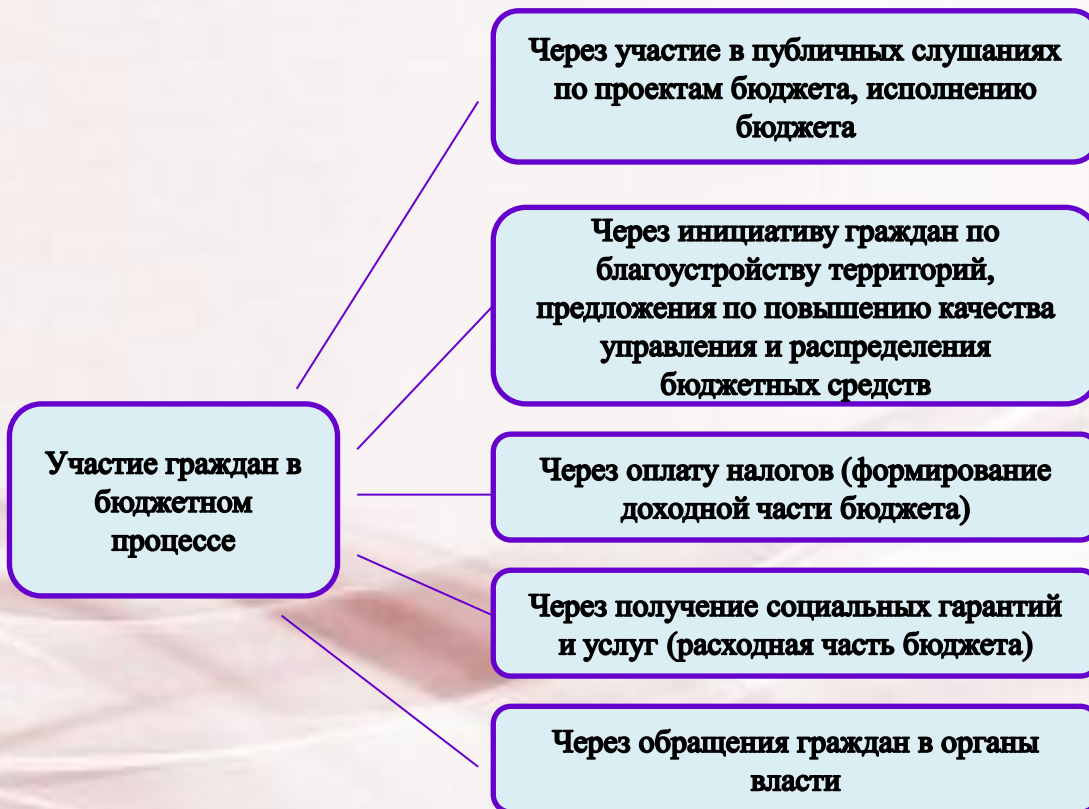 Через участие в публичных слушаниях
по проектам бюджета, исполнению
бюджета
Через инициативу граждан по
благоустройству территорий,
предложения по повышению качества
управления и распределения
бюджетных средств
Участие граждан в
бюджетном
процессе
Через оплату налогов (формирование
доходной части бюджета)
Через получение социальных гарантий
и услуг (расходная часть бюджета)
Через обращения граждан в органы
власти